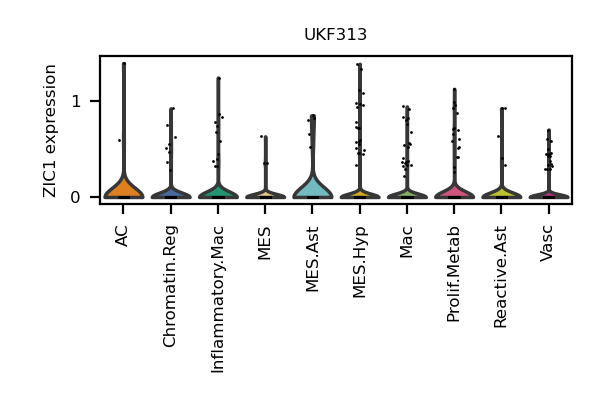 UKF313
ZIC1 expression
1
0
AC
Chromatin.Reg
Inflammatory.Mac
MES
MES.Ast
MES.Hyp
Mac
Prolif.Metab
Reactive.Ast
Vasc